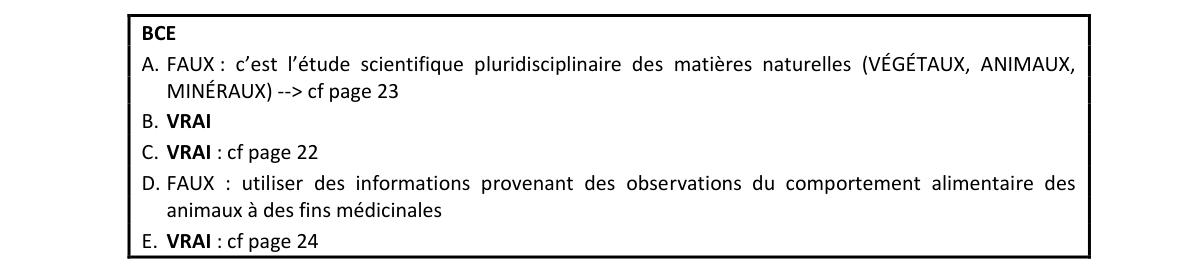 BCE
A. FAUX : c’est l’étude scientifique pluridisciplinaire des matières naturelles (VÉGÉTAUX, ANIMAUX,
MINÉRAUX) --> cf page 23
B. VRAI
C. VRAI : cf page 22
D. FAUX : utiliser des informations provenant des observations du comportement alimentaire des
animaux à des fins médicinales
E. VRAI : cf page 24